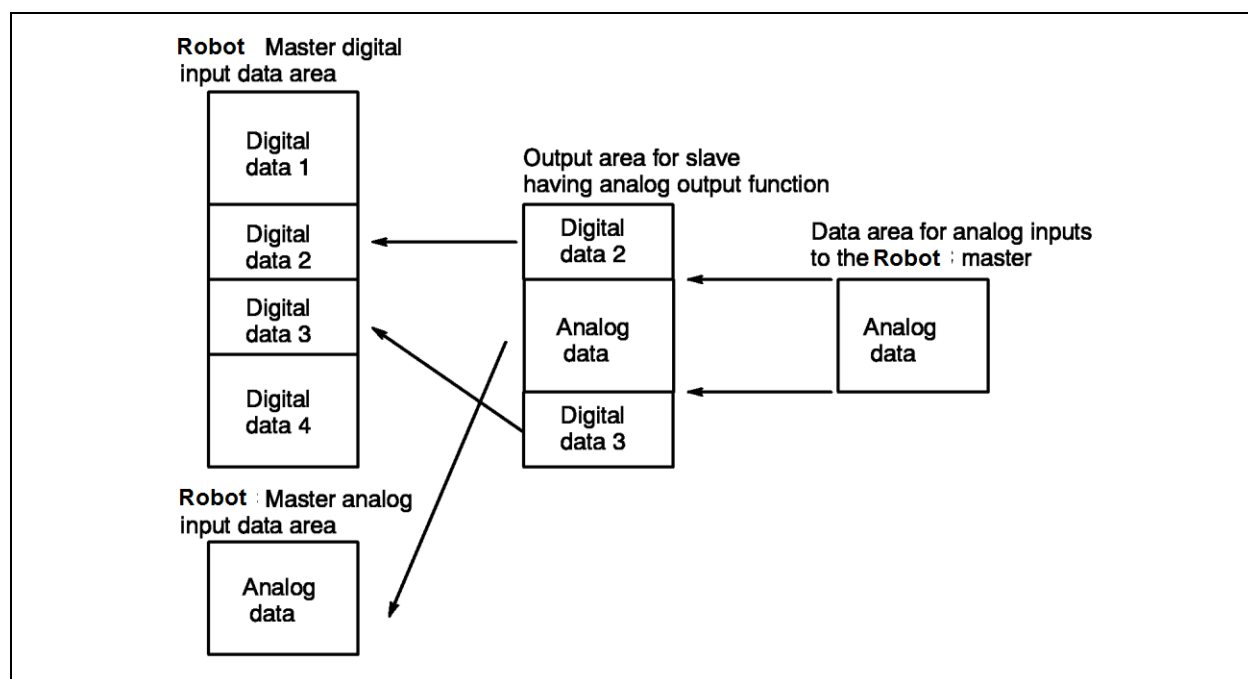 Robot Master digital
input data area
Digital
data 1
Digital
data 2
Digital
data 3
Digital
data 4
Robot : Master analog
input data area
Analog
data
Output area for slave
having analog output function
Digital
data 2
Analog
data
Digital
data 3
Data area for analog inputs
to the Robot : master
Analog
data